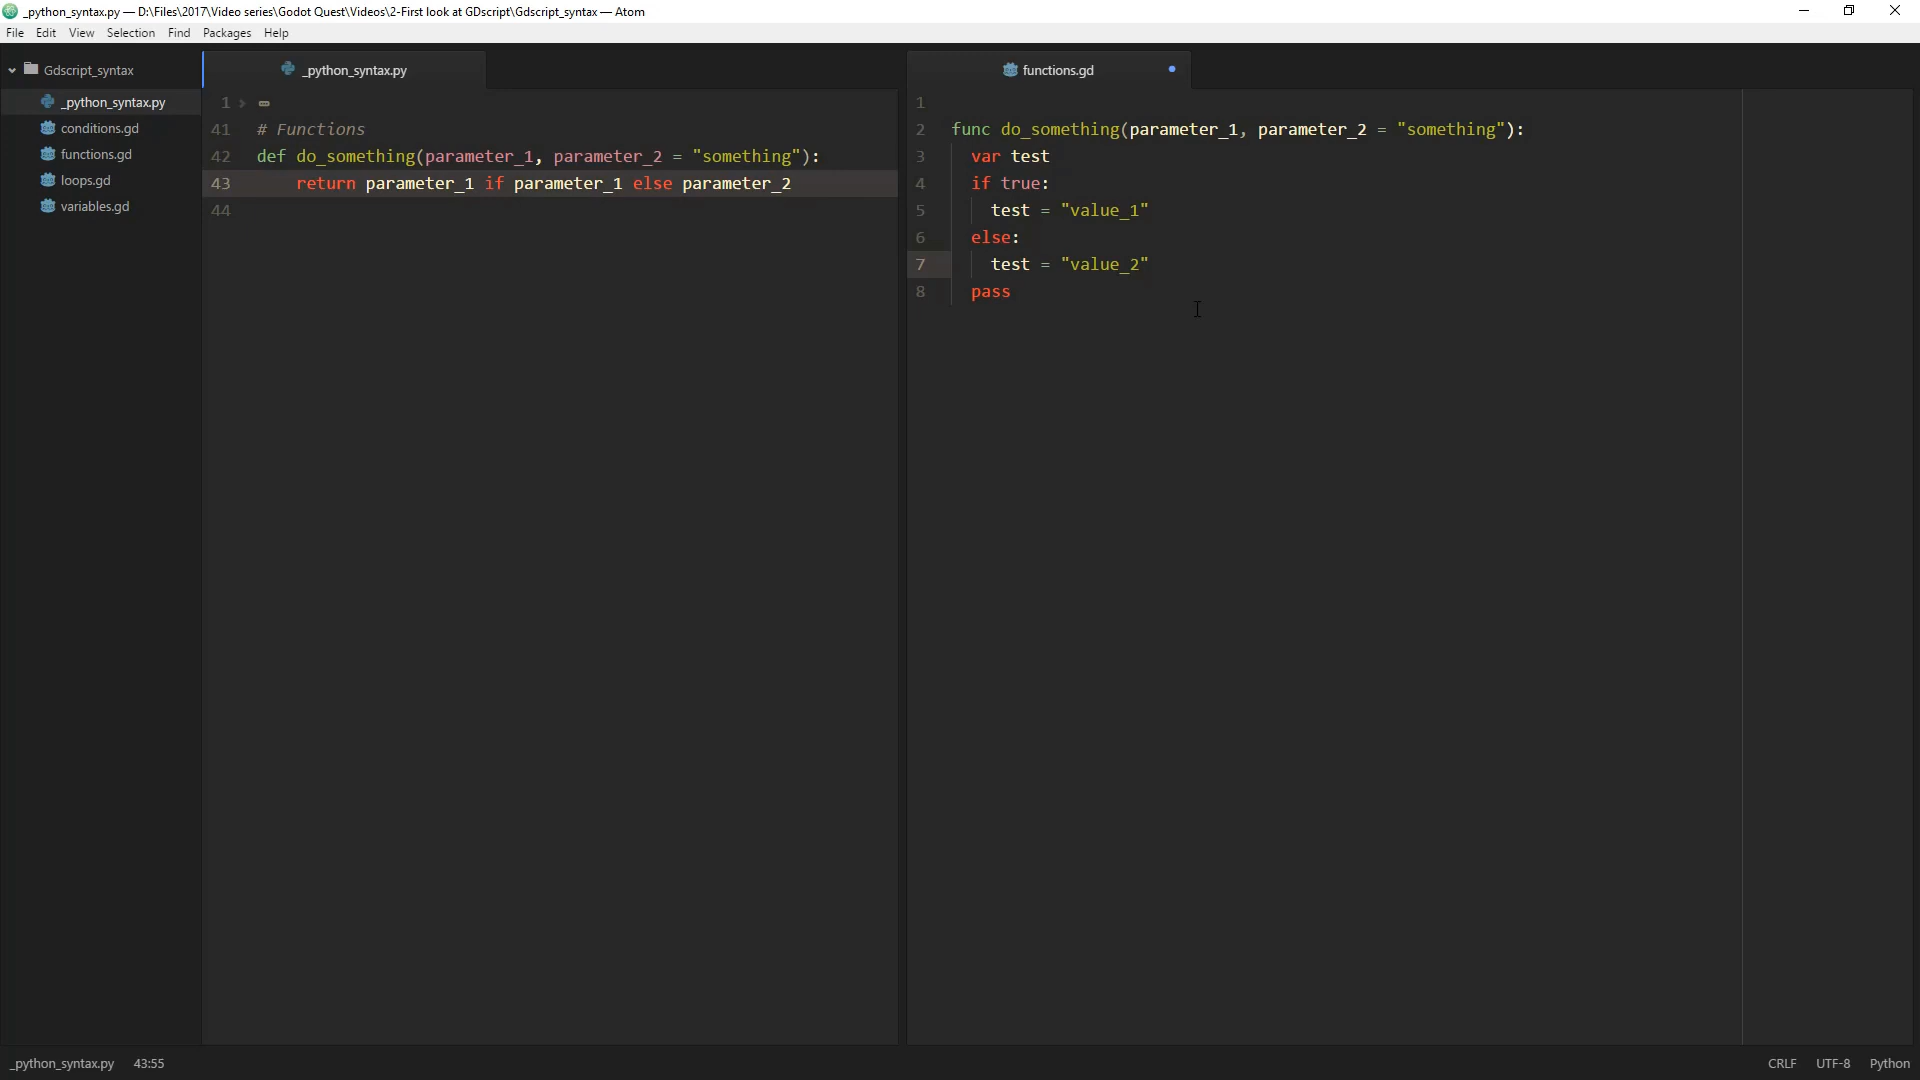 _python_syntax.py — D:\Files\2017\Video series\Godot Quest\Videos\2-First look at GDscript\Gdscript_syntax — Atom
File Edit View Selection Find Packages Help
Gdscript_syntax
_python_syntax.py
conditions.gd
functions.gd
loops.gd
variables.gd
_python_syntax.py
1
41 # Functions
42 def do_something(parameter_1, parameter_2 = "something"):
43 return parameter_1 if parameter_1 else parameter_2
44
functions.gd
1
2 func do_something(parameter_1, parameter_2 = "something"):
3 var test
4 if true:
5 test = "value_1"
6 else:
7 test = "value_2"
8 pass
_python_syntax.py 43:55 CRLF UTF-8 Python